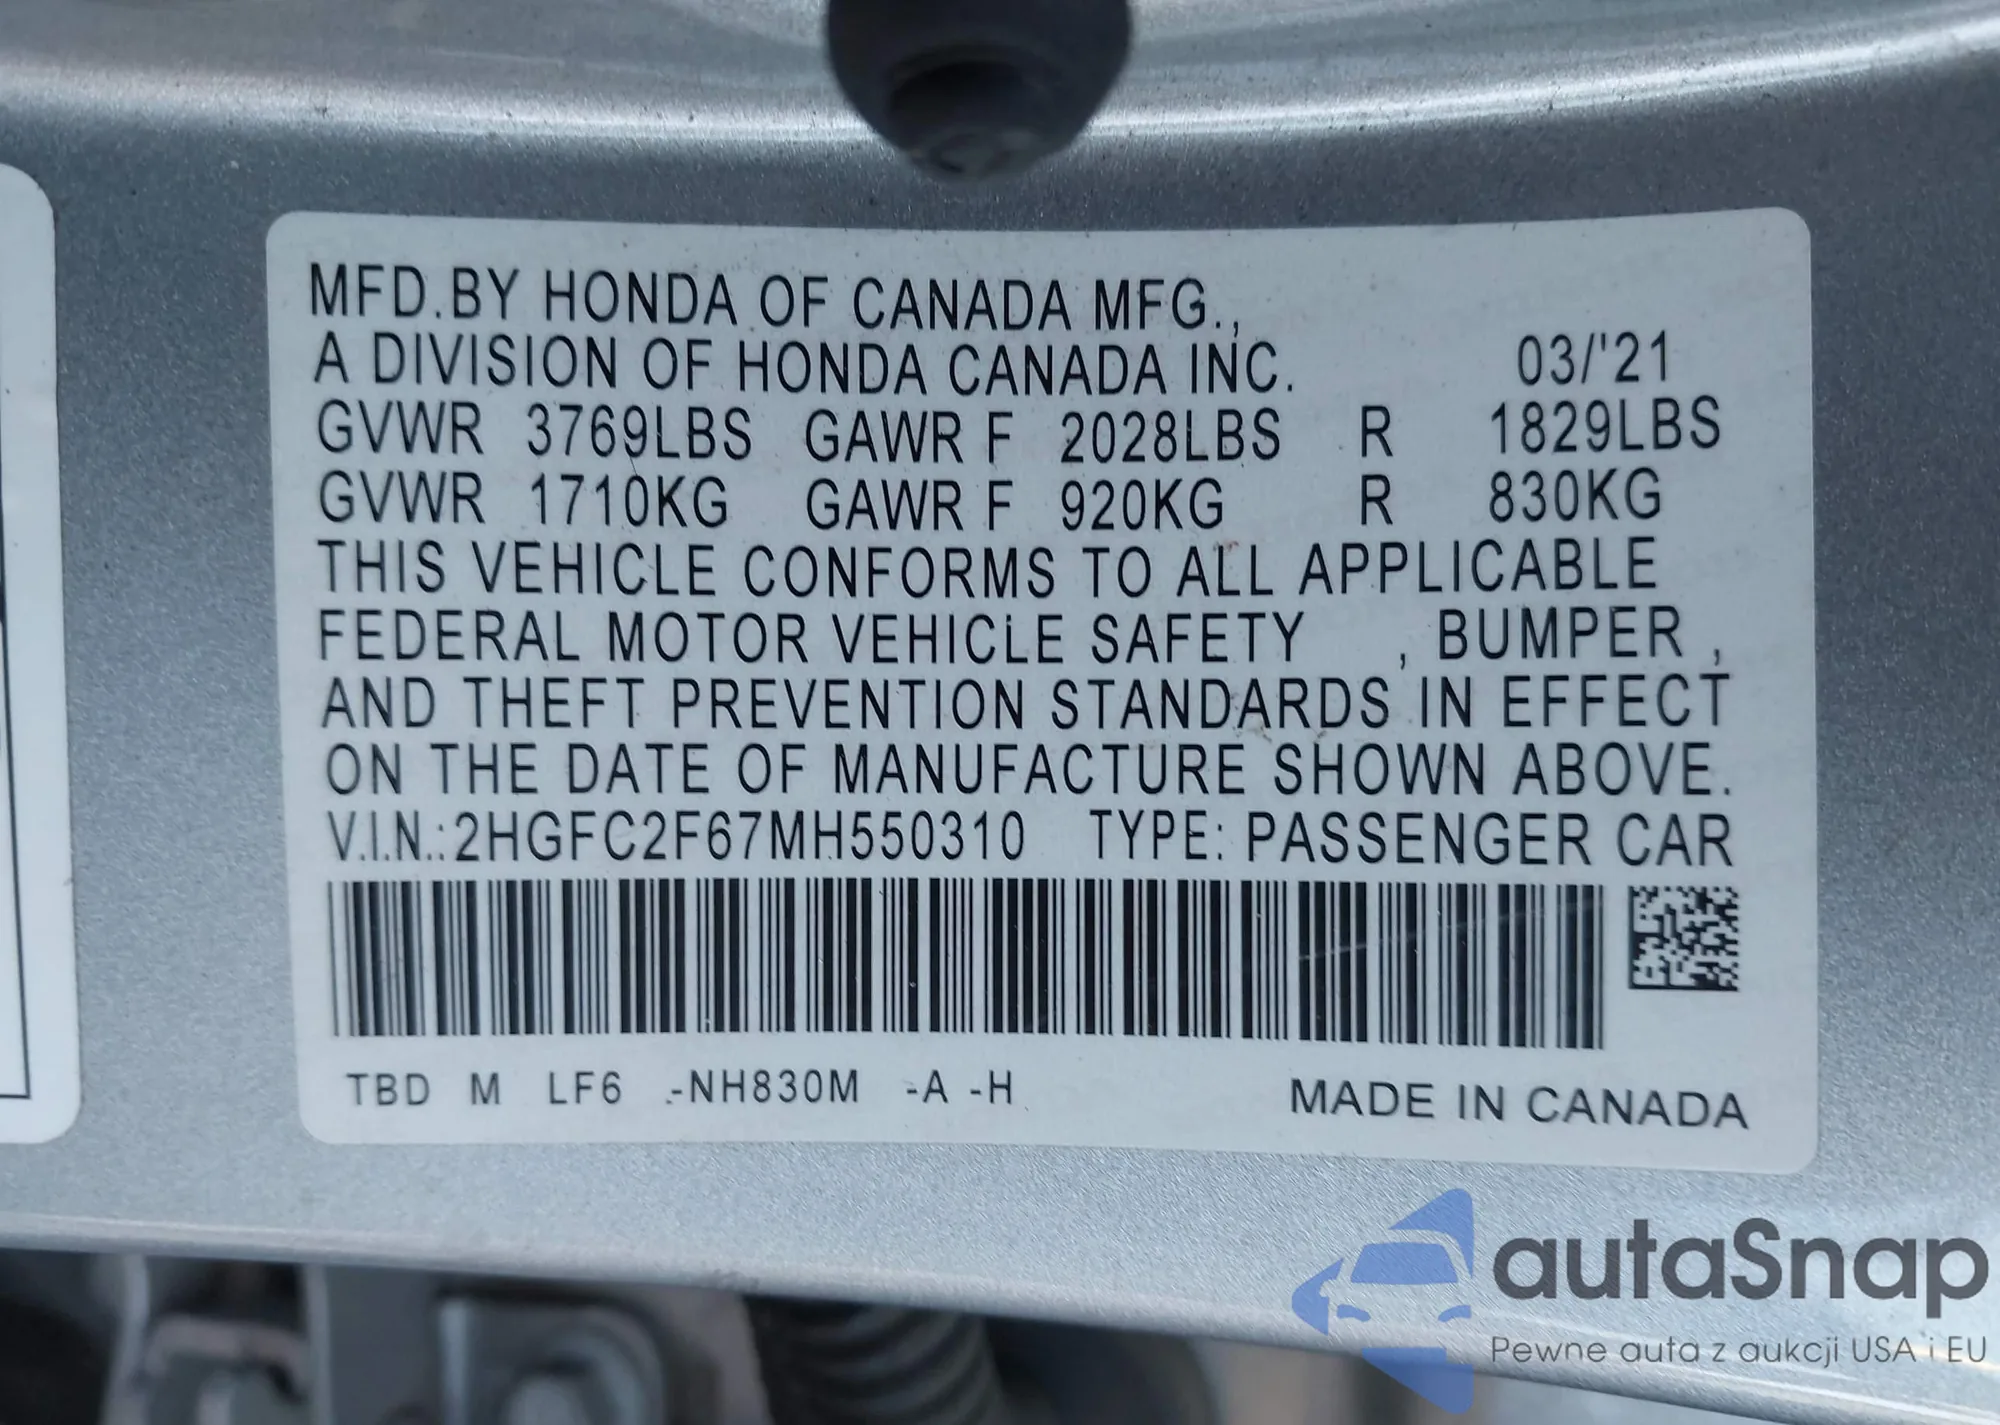 MFD.BY HONDA OF CANADA MFG.,
A DIVISION OF HONDA CANADA INC. 03/'21
GVWR 3769LBS GAWR F 2028LBS R 1829LBS
GVWR 1710KG GAWR F 920KG R 830KG
THIS VEHICLE CONFORMS TO ALL APPLICABLE
FEDERAL MOTOR VEHICLE SAFETY , BUMPER ,
AND THEFT PREVENTION STANDARDS IN EFFECT
ON THE DATE OF MANUFACTURE SHOWN ABOVE.
V.I.N.:2HGFC2F67MH550310 TYPE: PASSENGER CAR
TBD M LF6 -NH830M -A -H MADE IN CANADA
autaSnap
Pewne auta z aukcji USA i EU